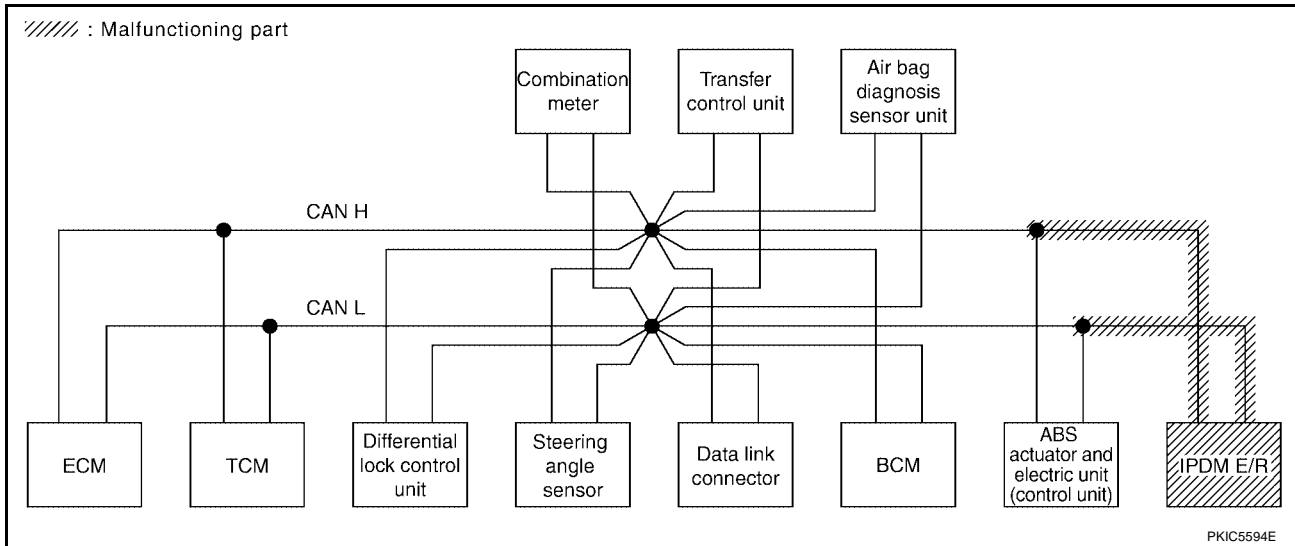 : Malfunctioning part
Combination
meter
Transfer
control unit
Air bag
diagnosis
sensor unit
CAN H
CAN L
ECM
TCM
Differential
lock control
unit
Steering
angle
sensor
Data link
connector
BCM
ABS
actuator and
electric unit
(control unit)
IPDM E/R
PKIC5594E